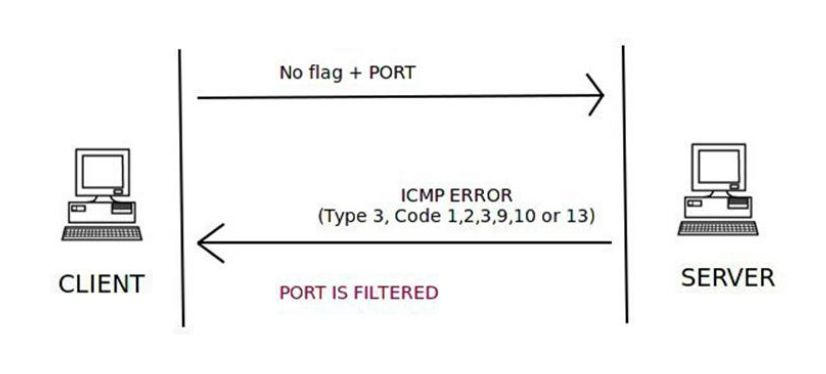 No flag + PORT
ICMP ERROR
(Type 3, Code 1,2,3,9,10 or 13)
CLIENT
SERVER
PORT IS FILTERED